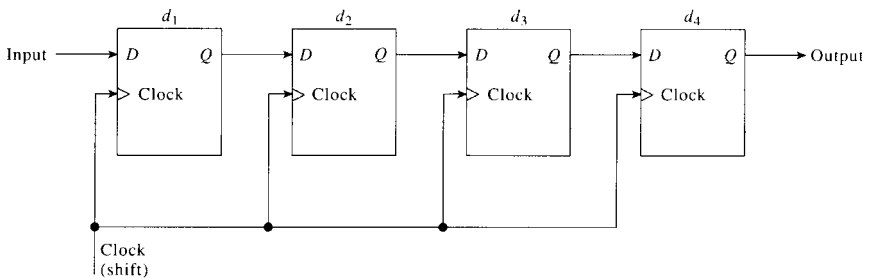 d1 d2 d3 d4
Input D Q D Q D Q D Q Output
Clock Clock Clock Clock
Clock
(shift)